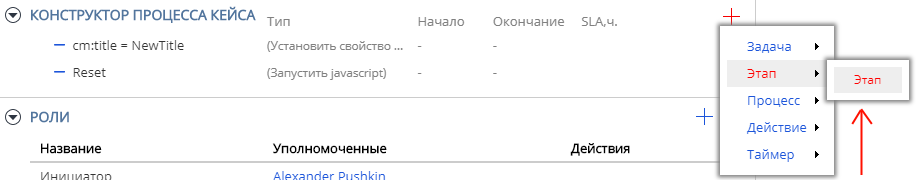 КОНСТРУКТОР ПРОЦЕССА КЕЙСА Тип Начало Окончание SLA,ч.
cm:title = NewTitle (Установить свойство ... - -
Reset (Запустить javascript) - -
Задача
Этап Этап
Процесс
Действие
Таймер
РОЛИ
Название Уполномоченные Действия
Инициатор Alexander Pushkin